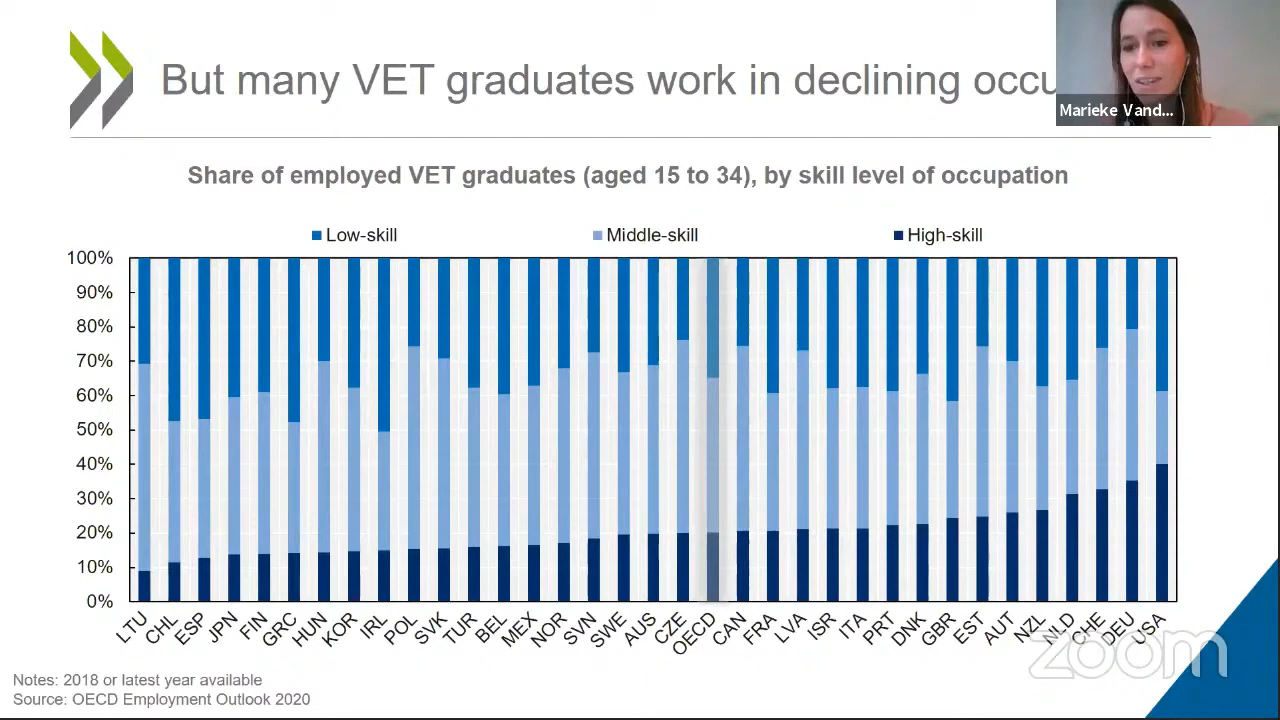 But many VET graduates work in declining occu
Marieke Vand...
Share of employed VET graduates (aged 15 to 34), by skill level of occupation
Low-skill Middle-skill High-skill
100%
90%
80%
70%
60%
50%
40%
30%
20%
10%
0%
LTU CHL ESP JPN FIN GRC HUN KOR IRL POL SVK TUR BEL MEX NOR SVN SWE AUS CZE OECD CAN FRA LVA ISR ITA PRT DNK GBR EST AUT NZL NLD CHE DEU USA
zoom
Notes: 2018 or latest year available
Source: OECD Employment Outlook 2020